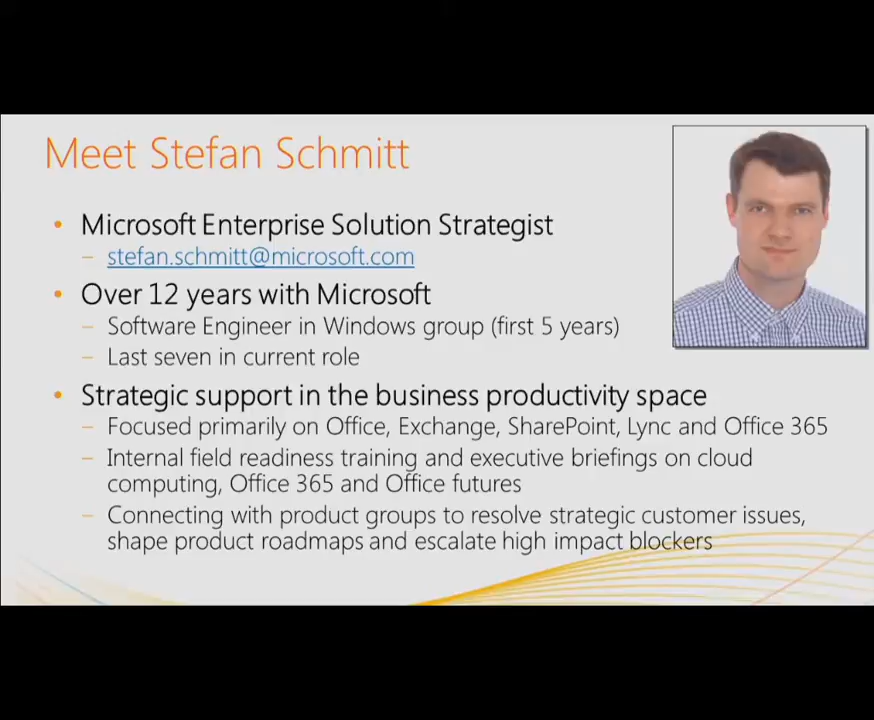 Meet Stefan Schmitt
• Microsoft Enterprise Solution Strategist
– stefan.schmitt@microsoft.com
• Over 12 years with Microsoft
– Software Engineer in Windows group (first 5 years)
– Last seven in current role
• Strategic support in the business productivity space
– Focused primarily on Office, Exchange, SharePoint, Lync and Office 365
– Internal field readiness training and executive briefings on cloud
computing, Office 365 and Office futures
– Connecting with product groups to resolve strategic customer issues,
shape product roadmaps and escalate high impact blockers